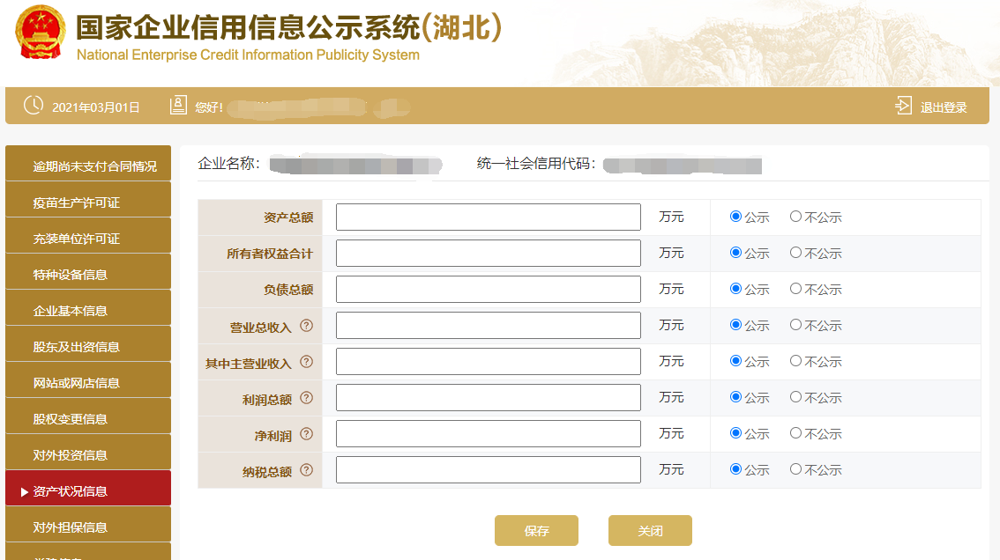 国家企业信用信息公示系统(湖北)
National Enterprise Credit Information Publicity System
2021年03月01日 您好! 退出登录
逾期尚未支付合同情况
疫苗生产许可证
充装单位许可证
特种设备信息
企业基本信息
股东及出资信息
网站或网店信息
股权变更信息
对外投资信息
资产状况信息
对外担保信息
企业名称: 统一社会信用代码:
资产总额 万元 公示 不公示
所有者权益合计 万元 公示 不公示
负债总额 万元 公示 不公示
营业总收入 ? 万元 公示 不公示
其中主营业收入 ? 万元 公示 不公示
利润总额 ? 万元 公示 不公示
净利润 ? 万元 公示 不公示
纳税总额 ? 万元 公示 不公示
保存 关闭